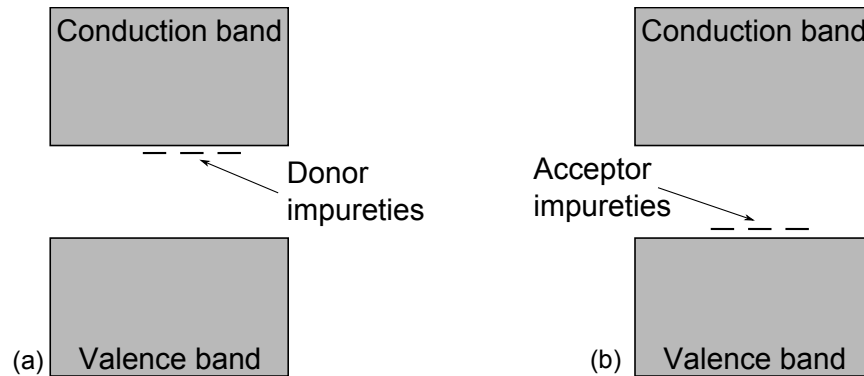 Conduction band
Donor
impureties
(a)
Valence band
Conduction band
Acceptor
impureties
(b)
Valence band